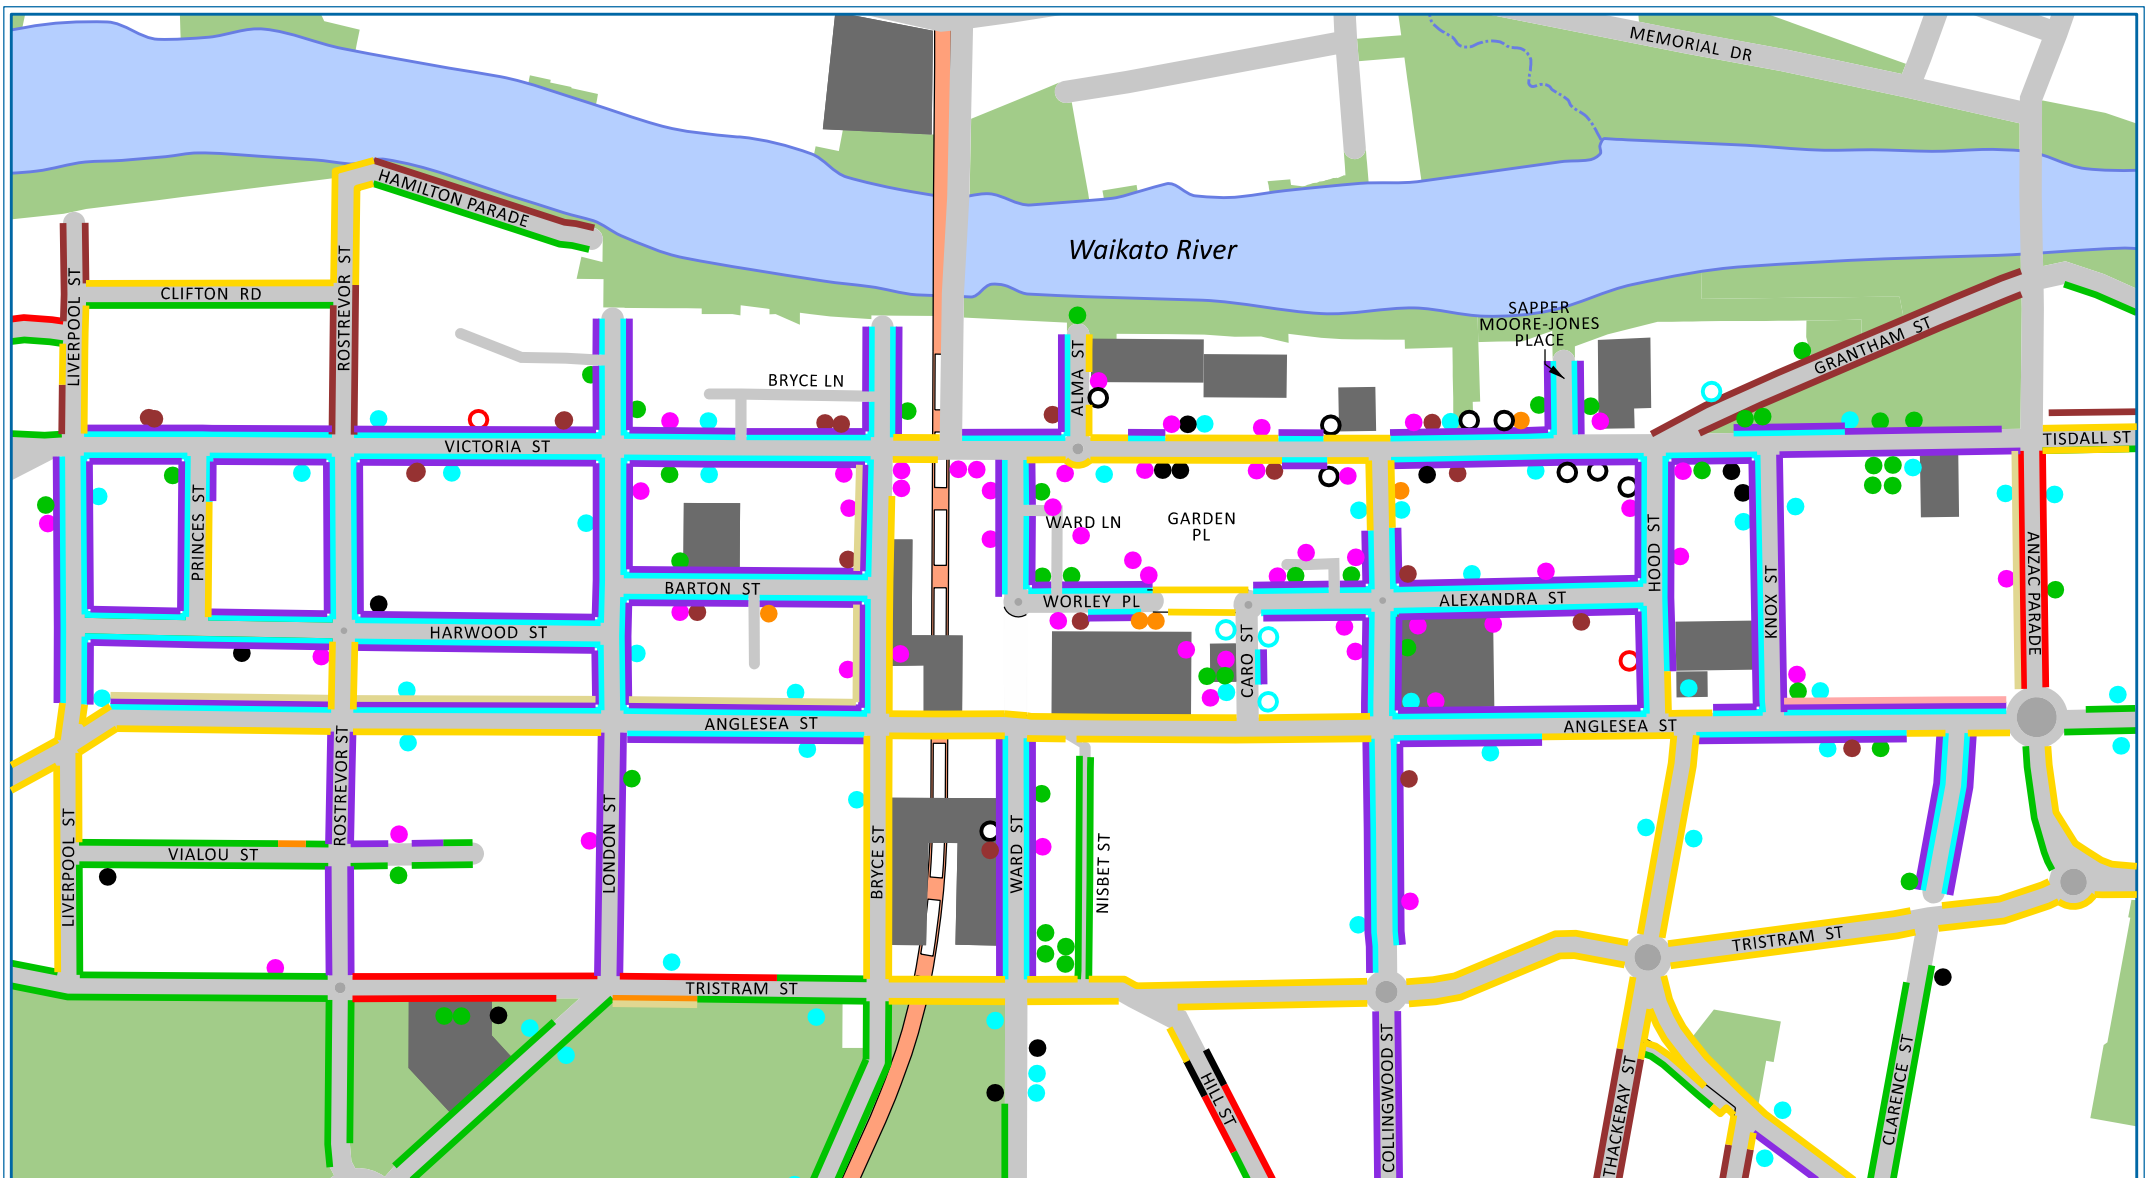 MEMORIAL DR
HAMILTON PARADE
Waikato River
LIVERPOOL ST
CLIFTON RD
ROSTREVOR ST
SAPPER
MOORE-JONES
PLACE
GRANTHAM ST
BRYCE LN
ALMA ST
VICTORIA ST
TISDALL ST
PRINCES ST
WARD LN
GARDEN
PL
HOOD ST
KNOX ST
ANZAC PARADE
BARTON ST
WORLEY PL
ALEXANDRA ST
HARWOOD ST
CARO ST
ANGLESEA ST
ANGLESEA ST
ROSTREVOR ST
LIVERPOOL ST
VIALOU ST
LONDON ST
BRYCE ST
WARD ST
NISBET ST
TRISTRAM ST
TRISTRAM ST
HILL ST
COLLINGWOOD ST
THACKERAY ST
CLARENCE ST